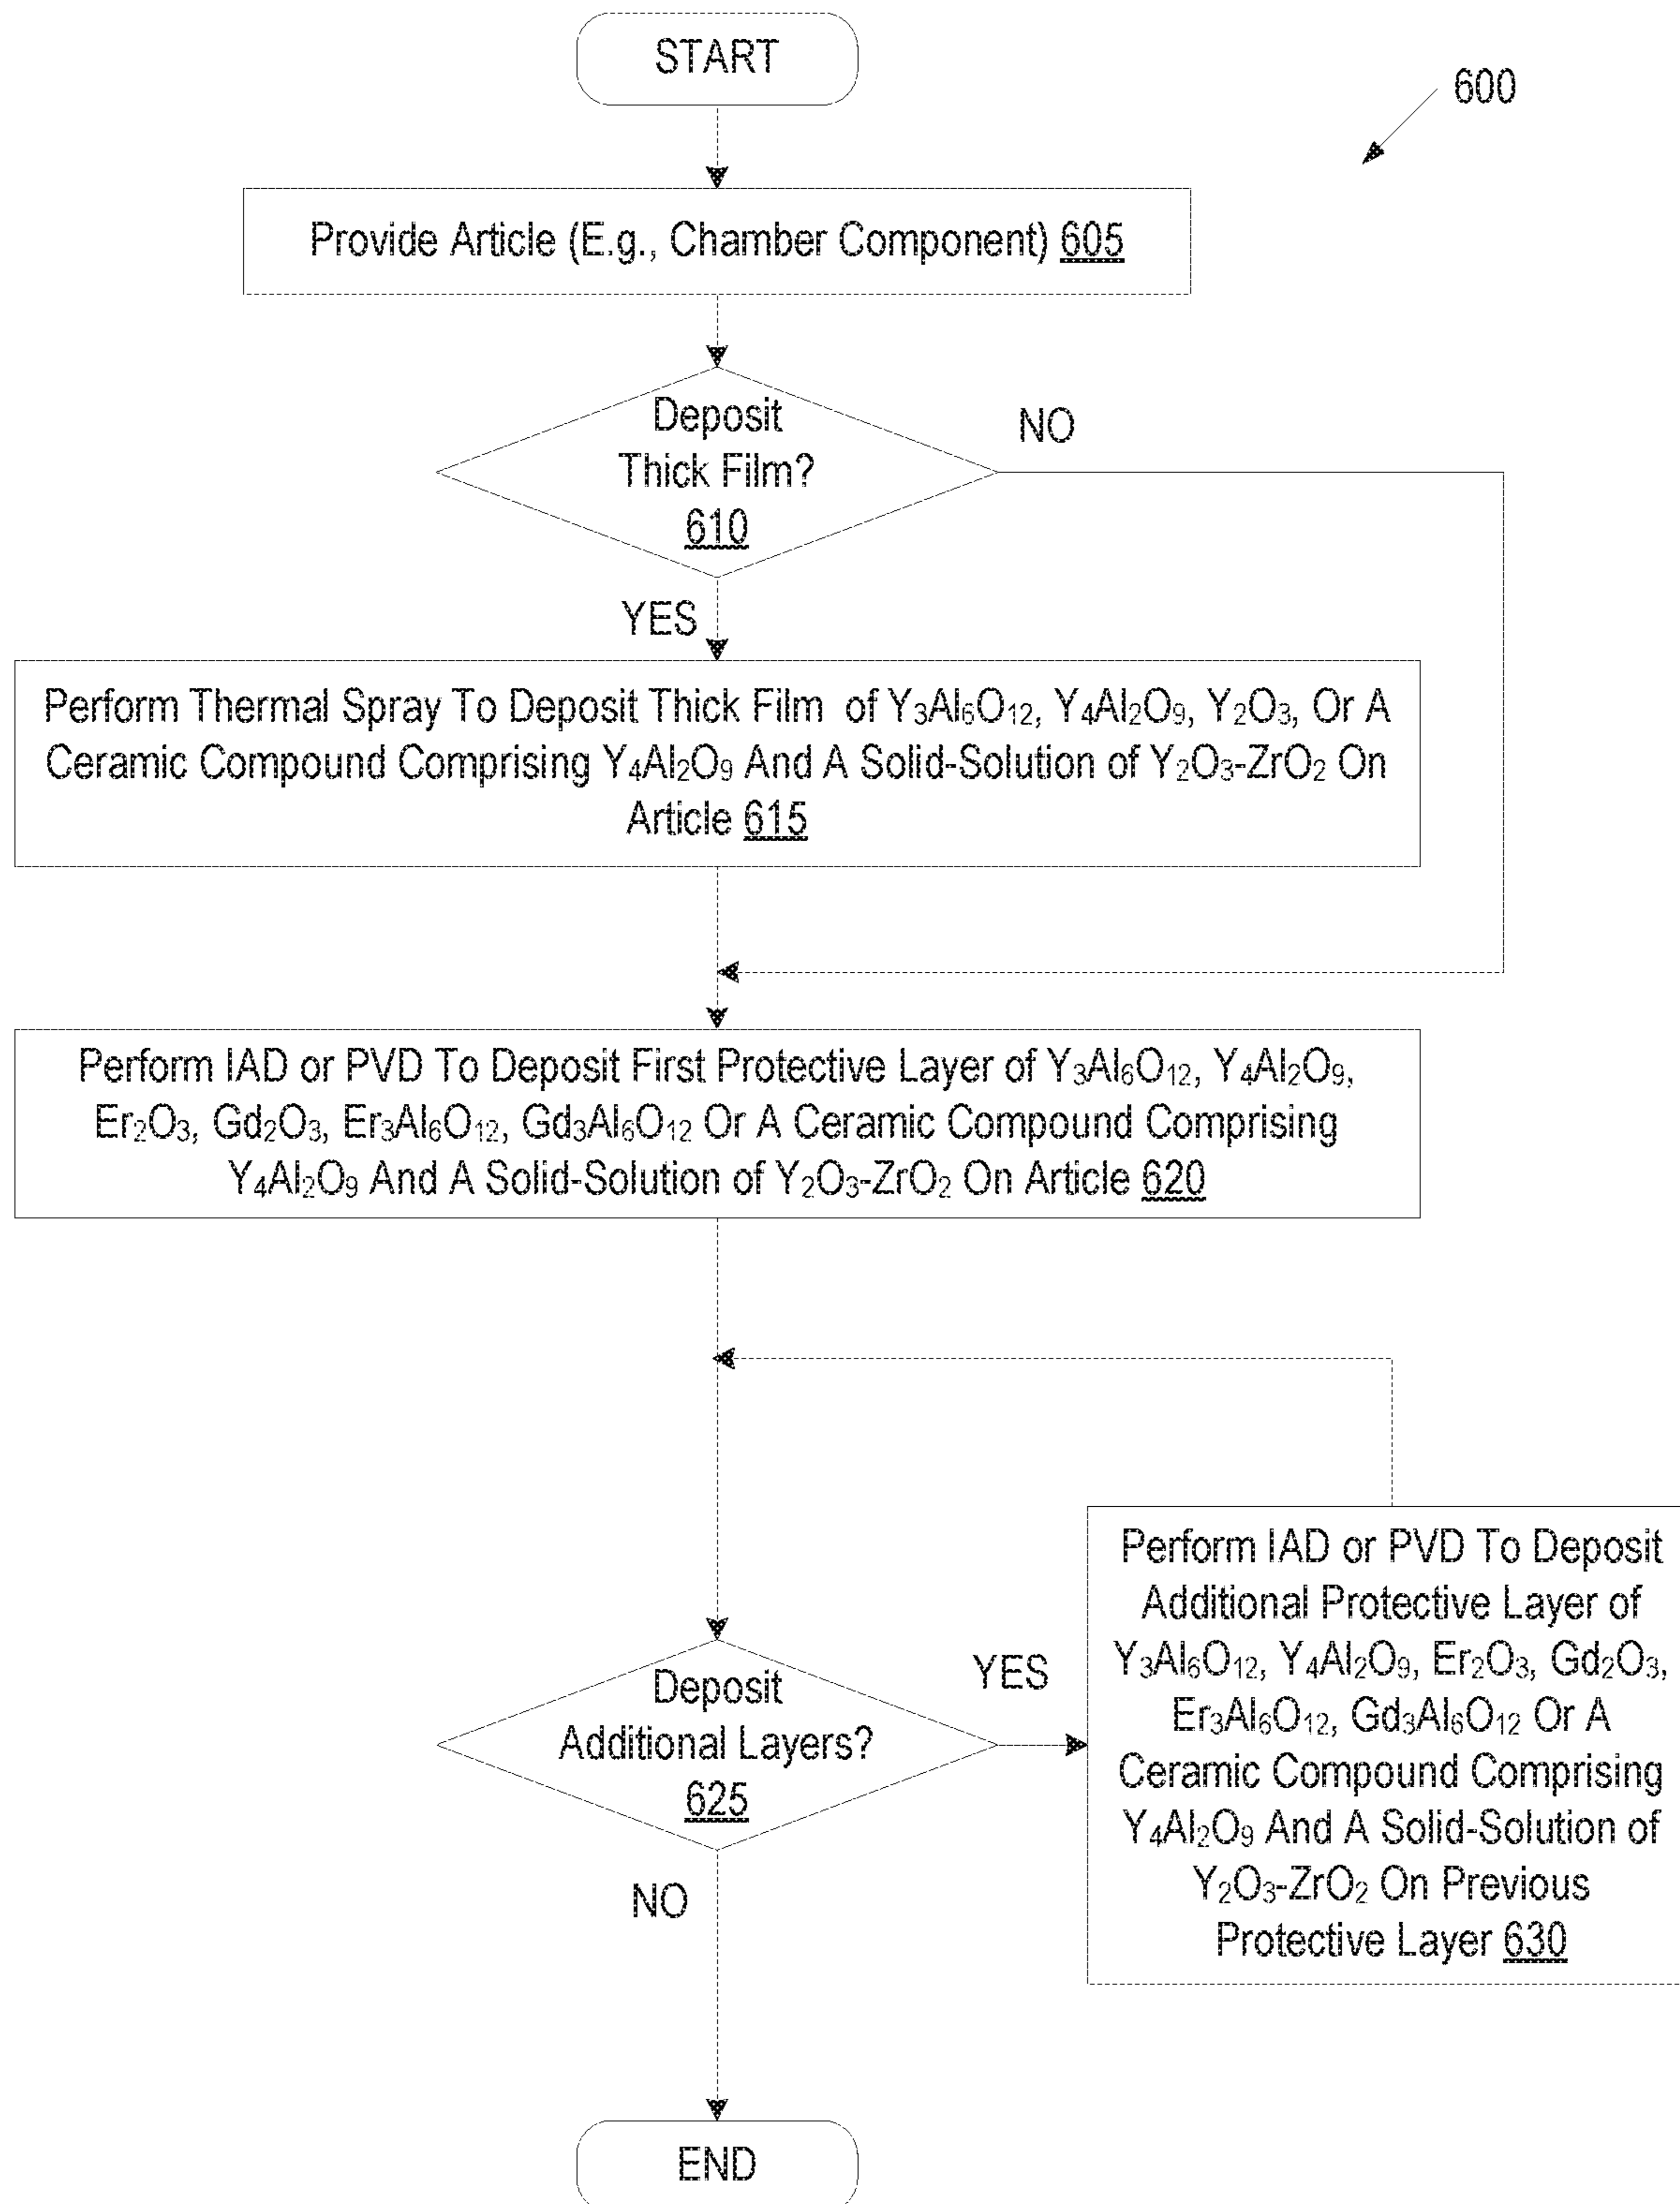 START
600
Provide Article (E.g., Chamber Component) 605
Deposit
Thick Film?
610
NO
YES
Perform Thermal Spray To Deposit Thick Film of Y₃Al₆O₁₂, Y₄Al₂O₉, Y₂O₃, Or A
Ceramic Compound Comprising Y₄Al₂O₉ And A Solid-Solution of Y₂O₃-ZrO₂ On
Article 615
Perform IAD or PVD To Deposit First Protective Layer of Y₃Al₆O₁₂, Y₄Al₂O₉,
Er₂O₃, Gd₂O₃, Er₃Al₆O₁₂, Gd₃Al₆O₁₂ Or A Ceramic Compound Comprising
Y₄Al₂O₉ And A Solid-Solution of Y₂O₃-ZrO₂ On Article 620
Deposit
Additional Layers?
625
YES
NO
Perform IAD or PVD To Deposit
Additional Protective Layer of
Y₃Al₆O₁₂, Y₄Al₂O₉, Er₂O₃, Gd₂O₃,
Er₃Al₆O₁₂, Gd₃Al₆O₁₂ Or A
Ceramic Compound Comprising
Y₄Al₂O₉ And A Solid-Solution of
Y₂O₃-ZrO₂ On Previous
Protective Layer 630
END